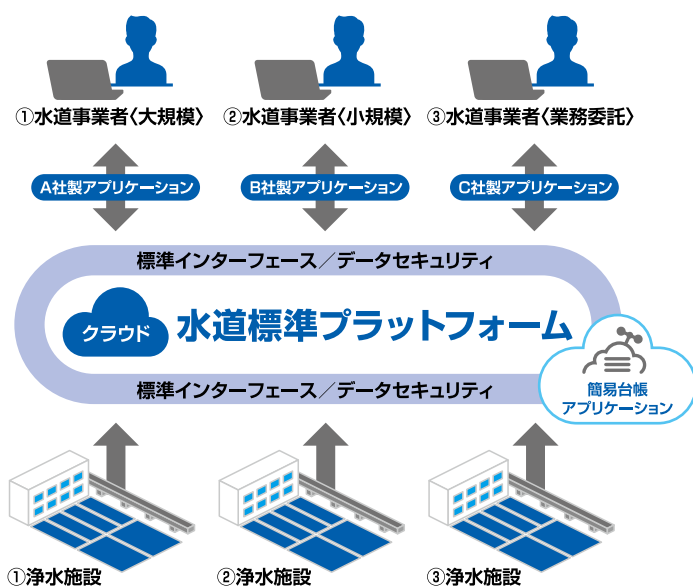 ①水道事業者〈大規模〉
②水道事業者〈小規模〉
③水道事業者〈業務委託〉
A社製アプリケーション
B社製アプリケーション
C社製アプリケーション
標準インターフェース／データセキュリティ
クラウド
水道標準プラットフォーム
標準インターフェース／データセキュリティ
簡易台帳
アプリケーション
①浄水施設
②浄水施設
③浄水施設